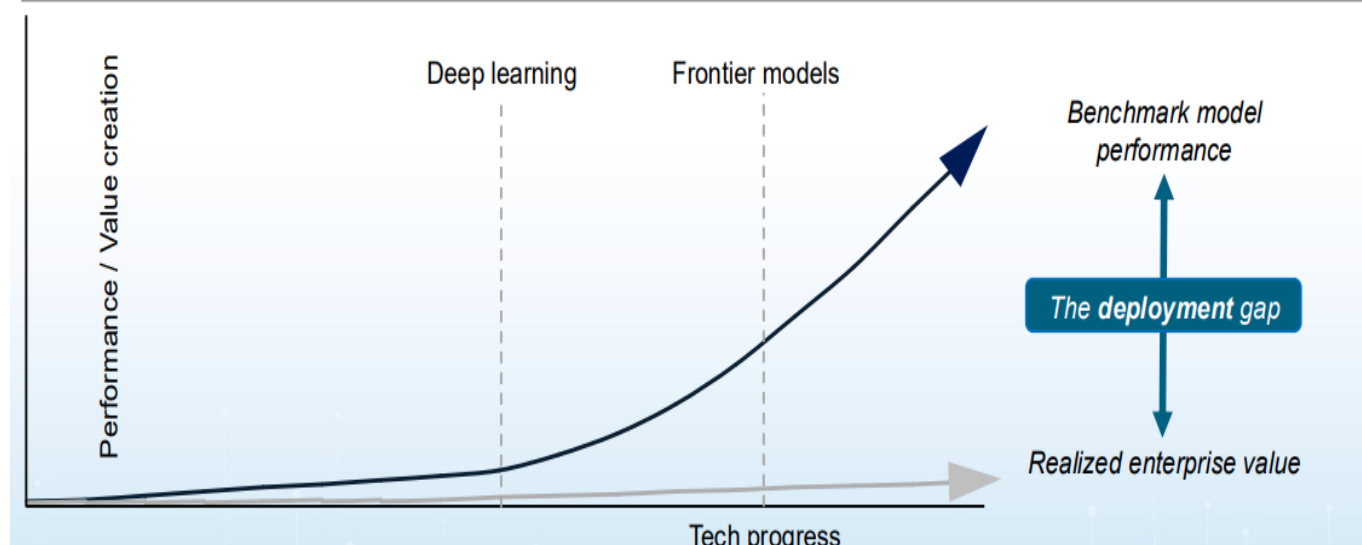 Performance / Value creation
Deep learning
Frontier models
Benchmark model
performance
The deployment gap
Realized enterprise value
Tech progress